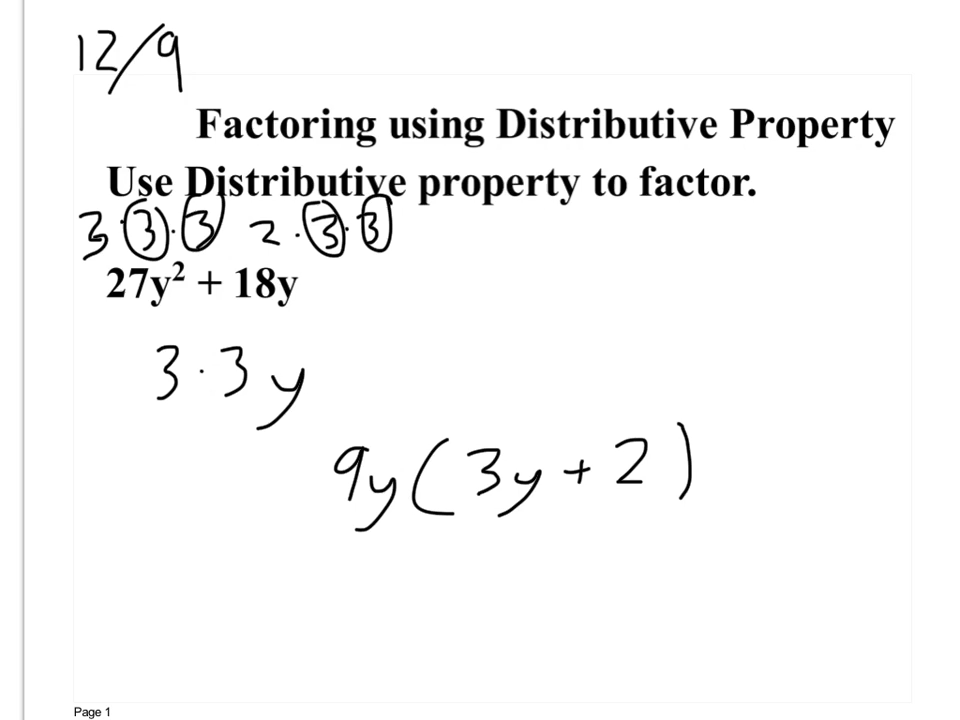 12/9
Factoring using Distributive Property
Use Distributive property to factor.
3·3·3 2·3·3
27y² + 18y
3·3y
9y(3y+2)
Page 1